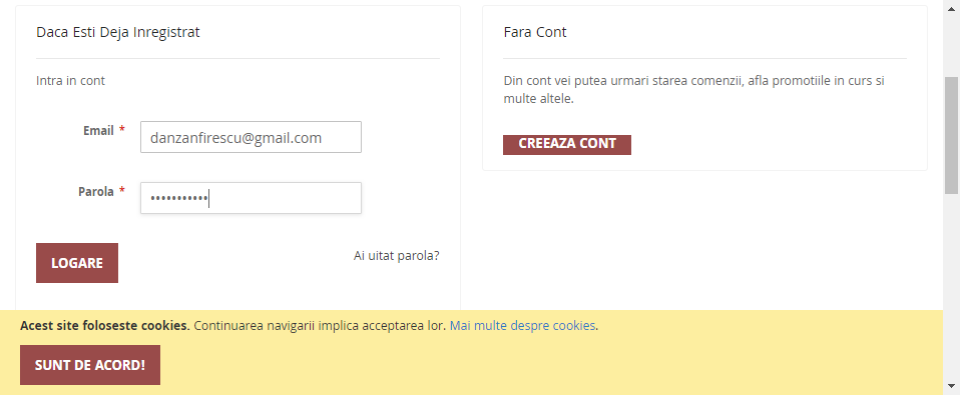 Daca Esti Deja Inregistrat
Intra in cont
Email *
danzanfirescu@gmail.com
Parola *
•••••••••••
LOGARE
Ai uitat parola?
Fara Cont
Din cont vei putea urmari starea comenzii, afla promotiile in curs si
multe altele.
CREEAZA CONT
Acest site foloseste cookies. Continuarea navigarii implica acceptarea lor. Mai multe despre cookies.
SUNT DE ACORD!